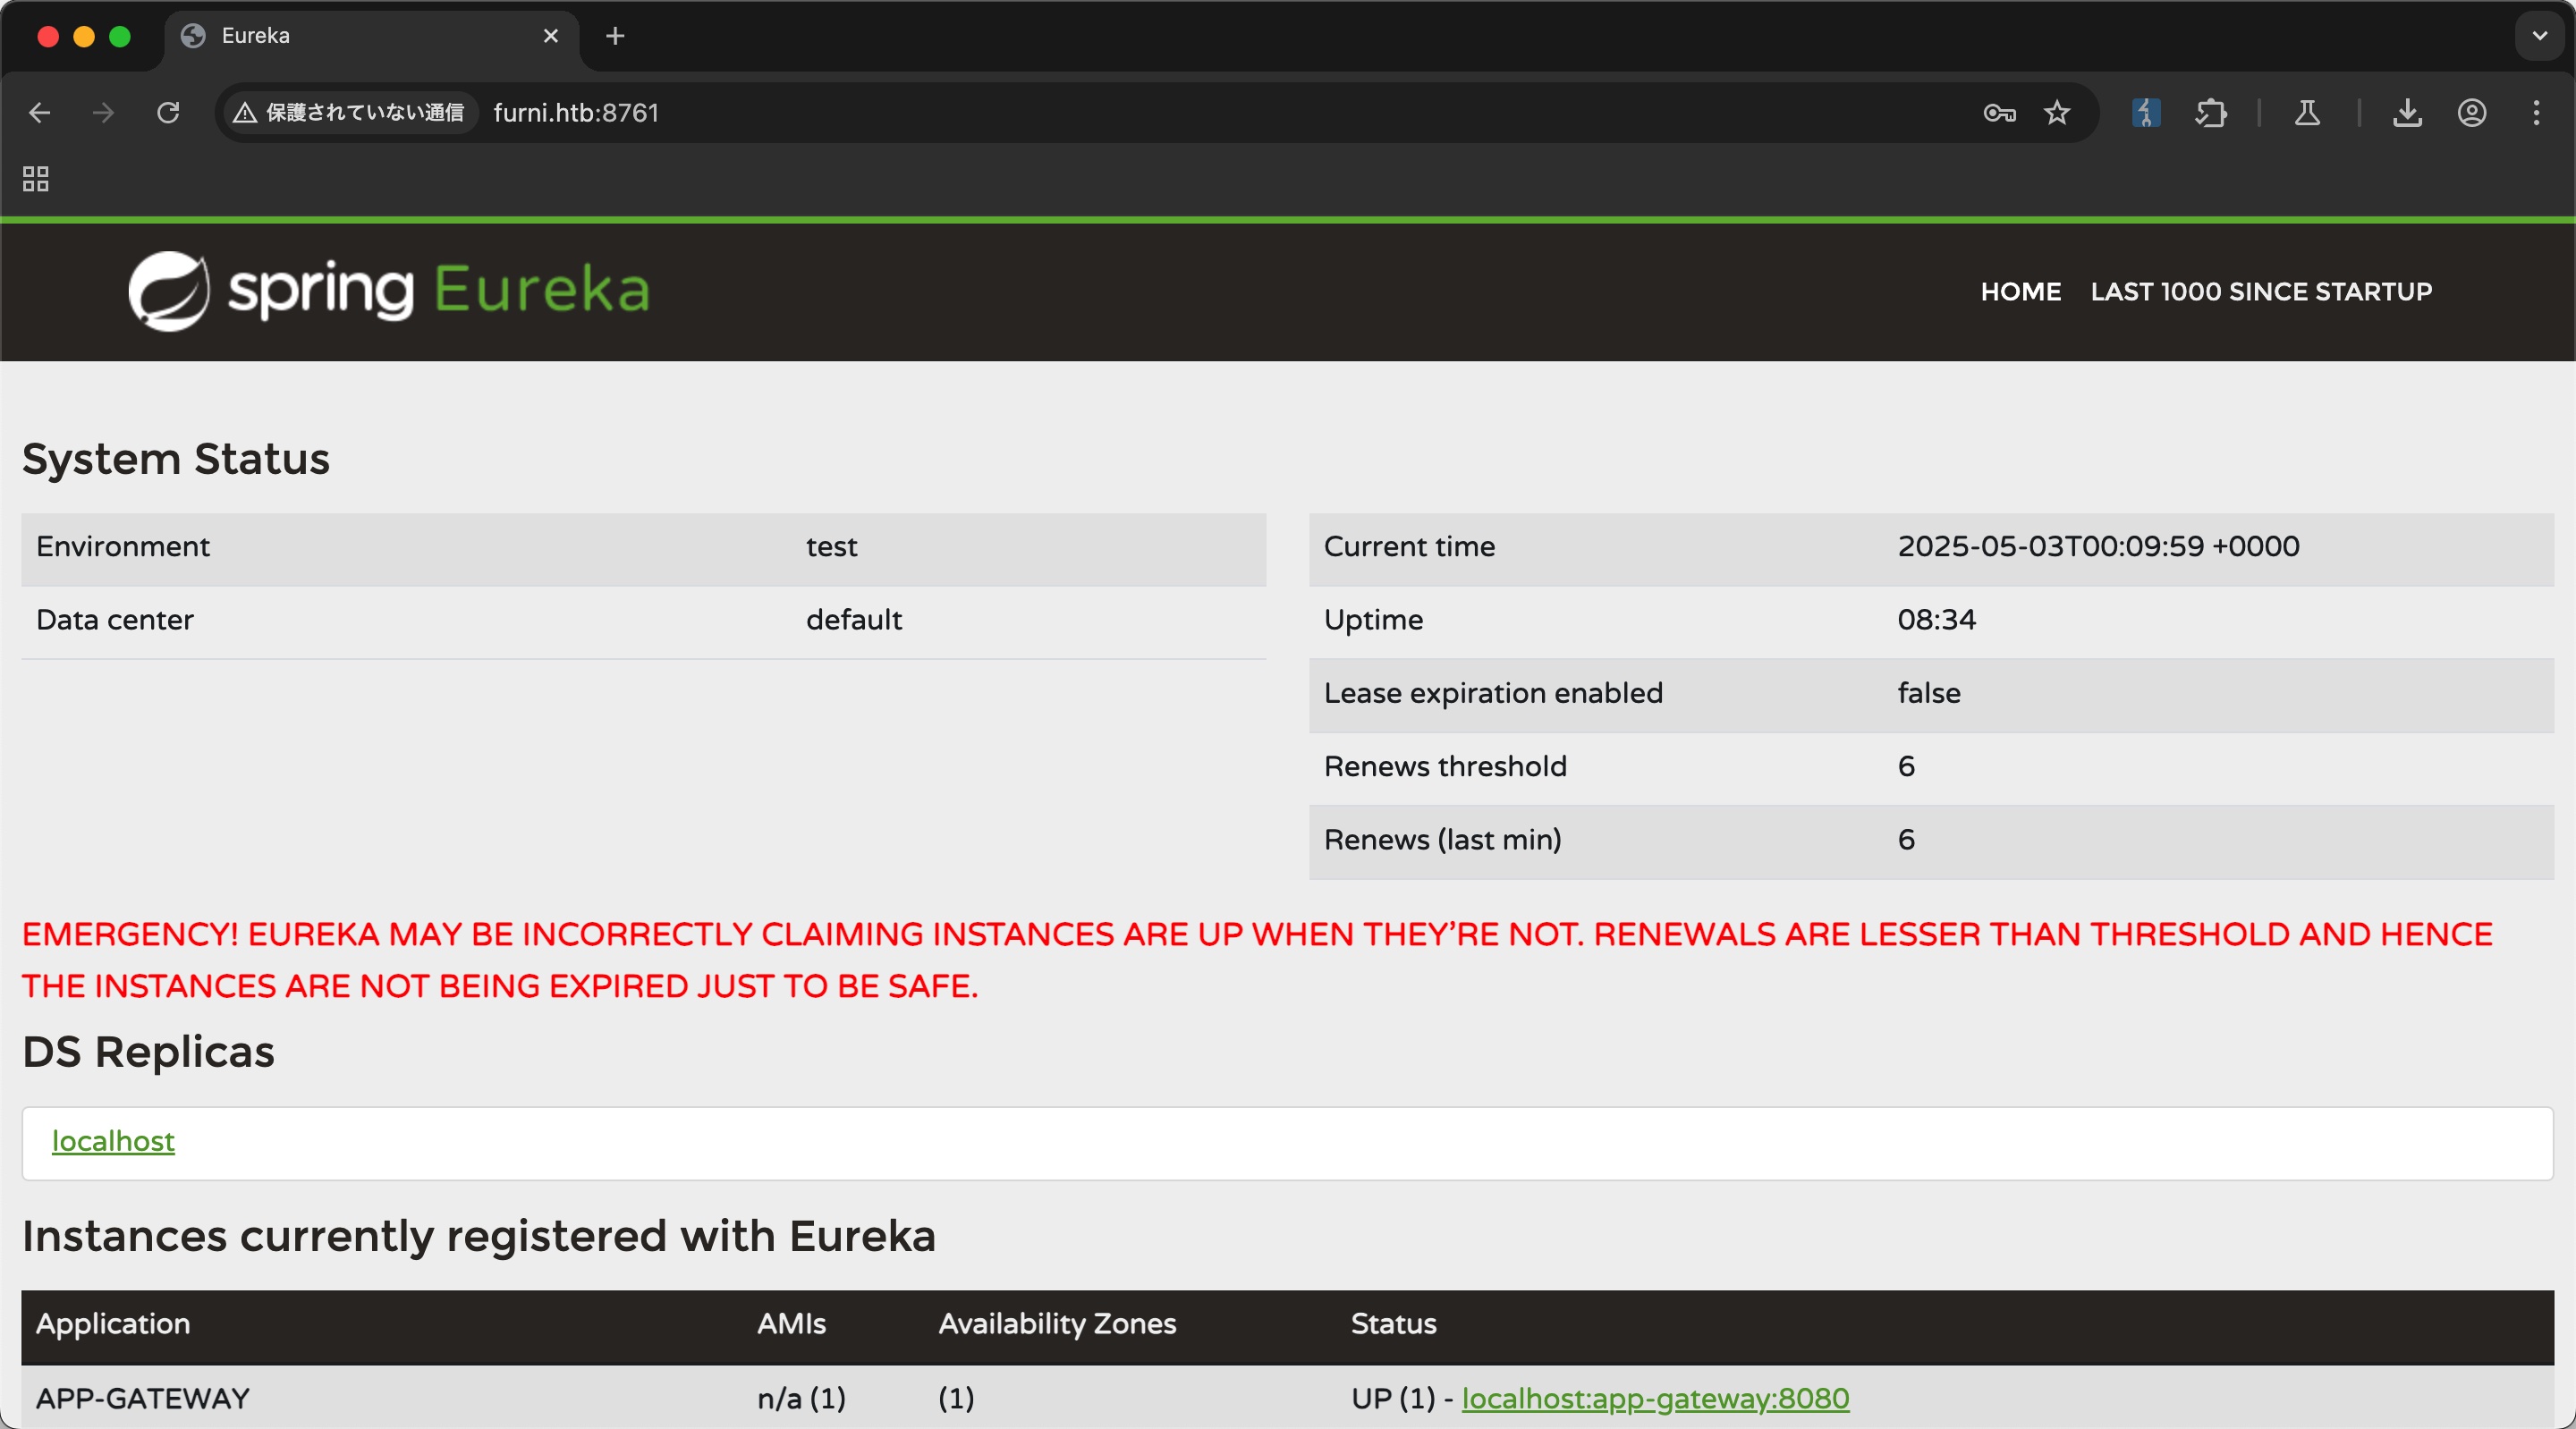 Eureka
保護されていない通信 furni.htb:8761
spring Eureka
HOME LAST 1000 SINCE STARTUP
System Status
Environment test
Data center default
Current time 2025-05-03T00:09:59 +0000
Uptime 08:34
Lease expiration enabled false
Renews threshold 6
Renews (last min) 6
EMERGENCY! EUREKA MAY BE INCORRECTLY CLAIMING INSTANCES ARE UP WHEN THEY’RE NOT. RENEWALS ARE LESSER THAN THRESHOLD AND HENCE
THE INSTANCES ARE NOT BEING EXPIRED JUST TO BE SAFE.
DS Replicas
localhost
Instances currently registered with Eureka
Application AMIs Availability Zones Status
APP-GATEWAY n/a (1) (1) UP (1) - localhost:app-gateway:8080